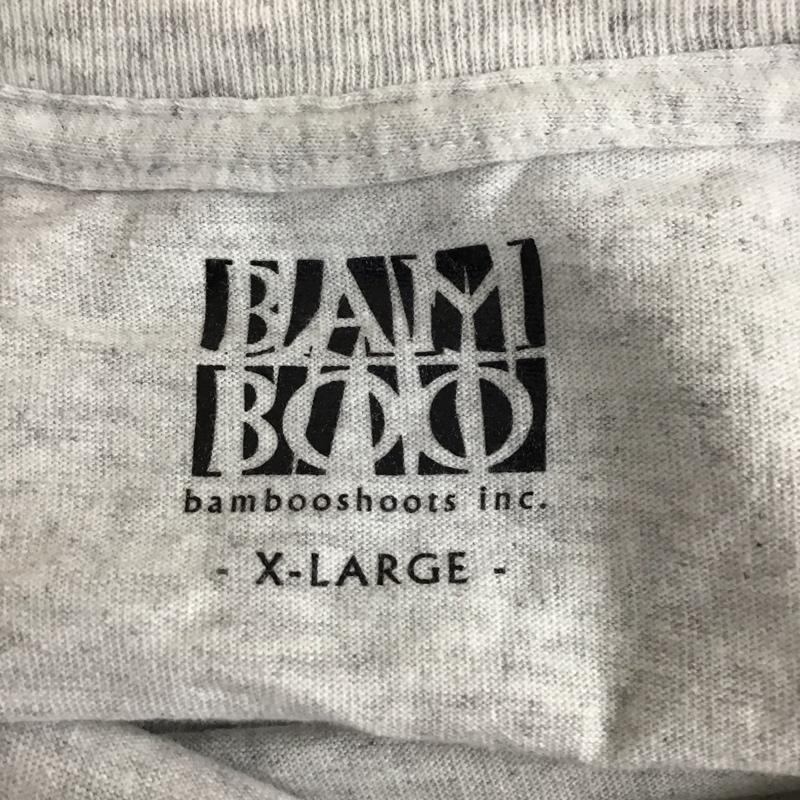 BAM
BOO
bambooshoots inc.
- X-LARGE -